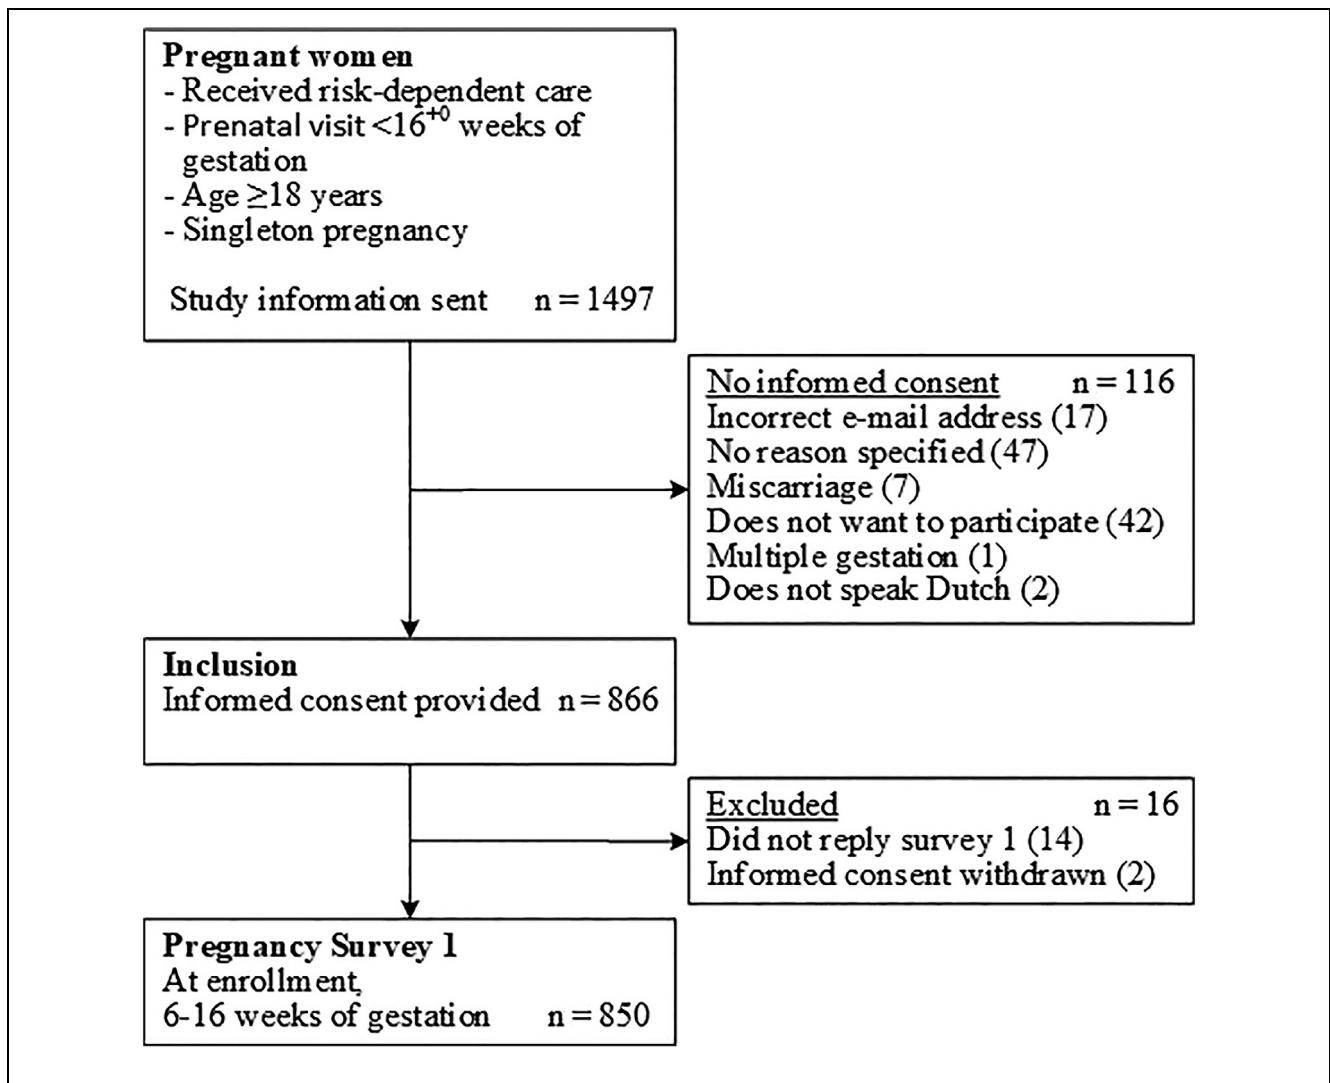 Pregnant women
- Received risk-dependent care
- Prenatal visit <16⁺⁰ weeks of
gestation
- Age ≥18 years
- Singleton pregnancy
Study information sent n = 1497
No informed consent n = 116
Incorrect e-mail address (17)
No reason specified (47)
Miscarriage (7)
Does not want to participate (42)
Multiple gestation (1)
Does not speak Dutch (2)
Inclusion
Informed consent provided n = 866
Excluded n = 16
Did not reply survey 1 (14)
Informed consent withdrawn (2)
Pregnancy Survey 1
At enrollment,
6-16 weeks of gestation n = 850